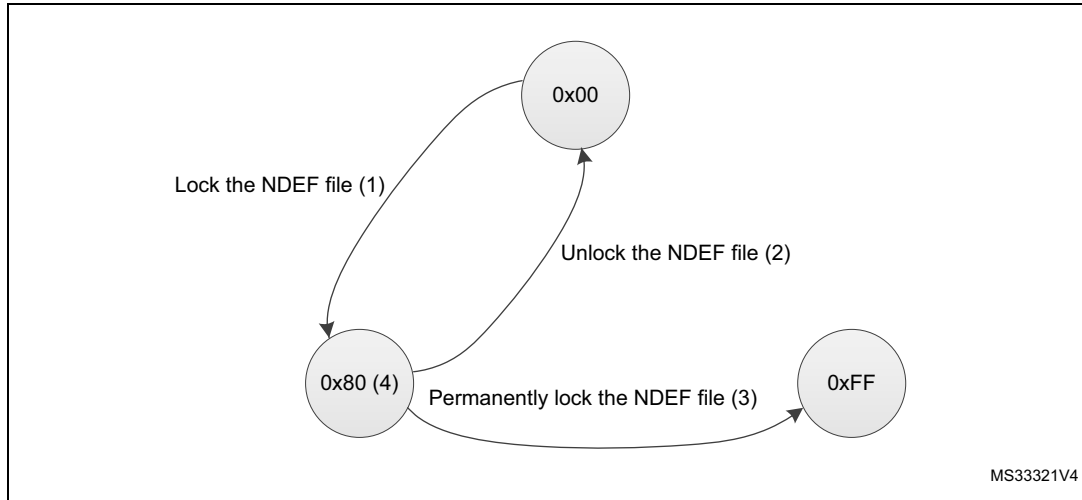 0x00
Lock the NDEF file (1)
Unlock the NDEF file (2)
0x80 (4)
Permanently lock the NDEF file (3)
0xFF
MS33321V4